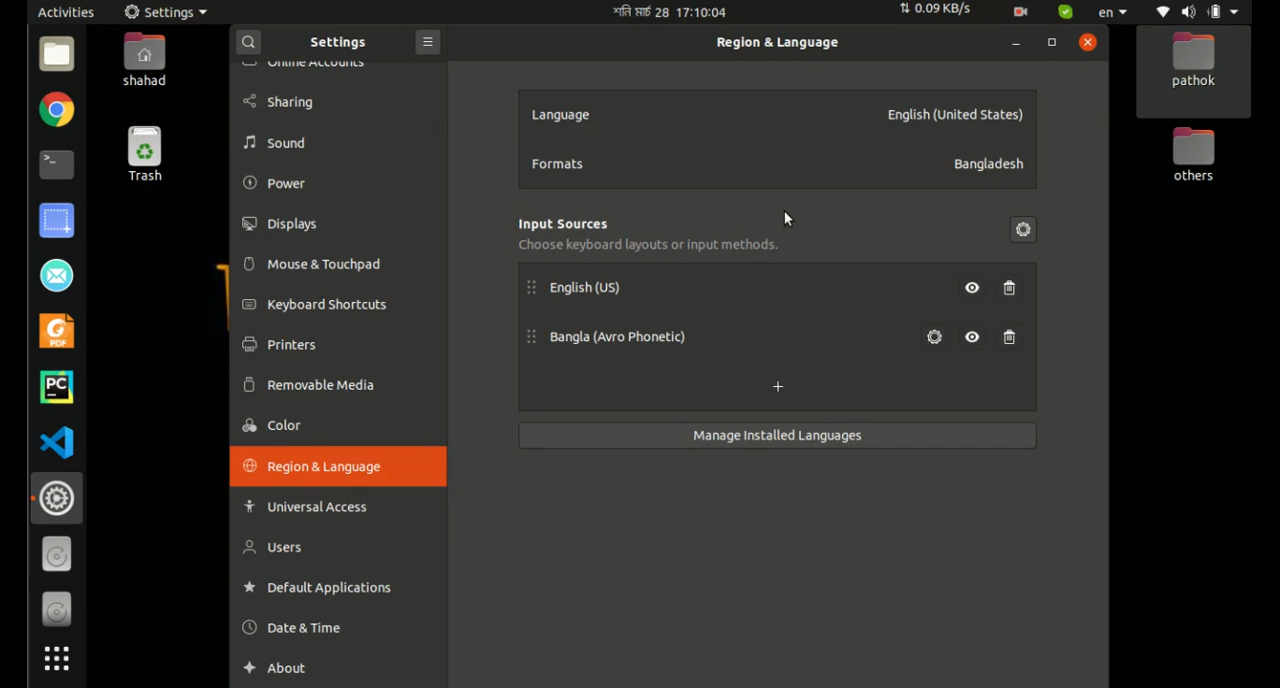 Activities
Settings
শনি মার্চ 28 17:10:04
0.09 KB/s
en
shahad
Trash
pathok
others
Settings
Region & Language
Online Accounts
Sharing
Sound
Power
Displays
Mouse & Touchpad
Keyboard Shortcuts
Printers
Removable Media
Color
Region & Language
Universal Access
Users
Default Applications
Date & Time
About
Language
English (United States)
Formats
Bangladesh
Input Sources
Choose keyboard layouts or input methods.
English (US)
Bangla (Avro Phonetic)
+
Manage Installed Languages
PDF
PC